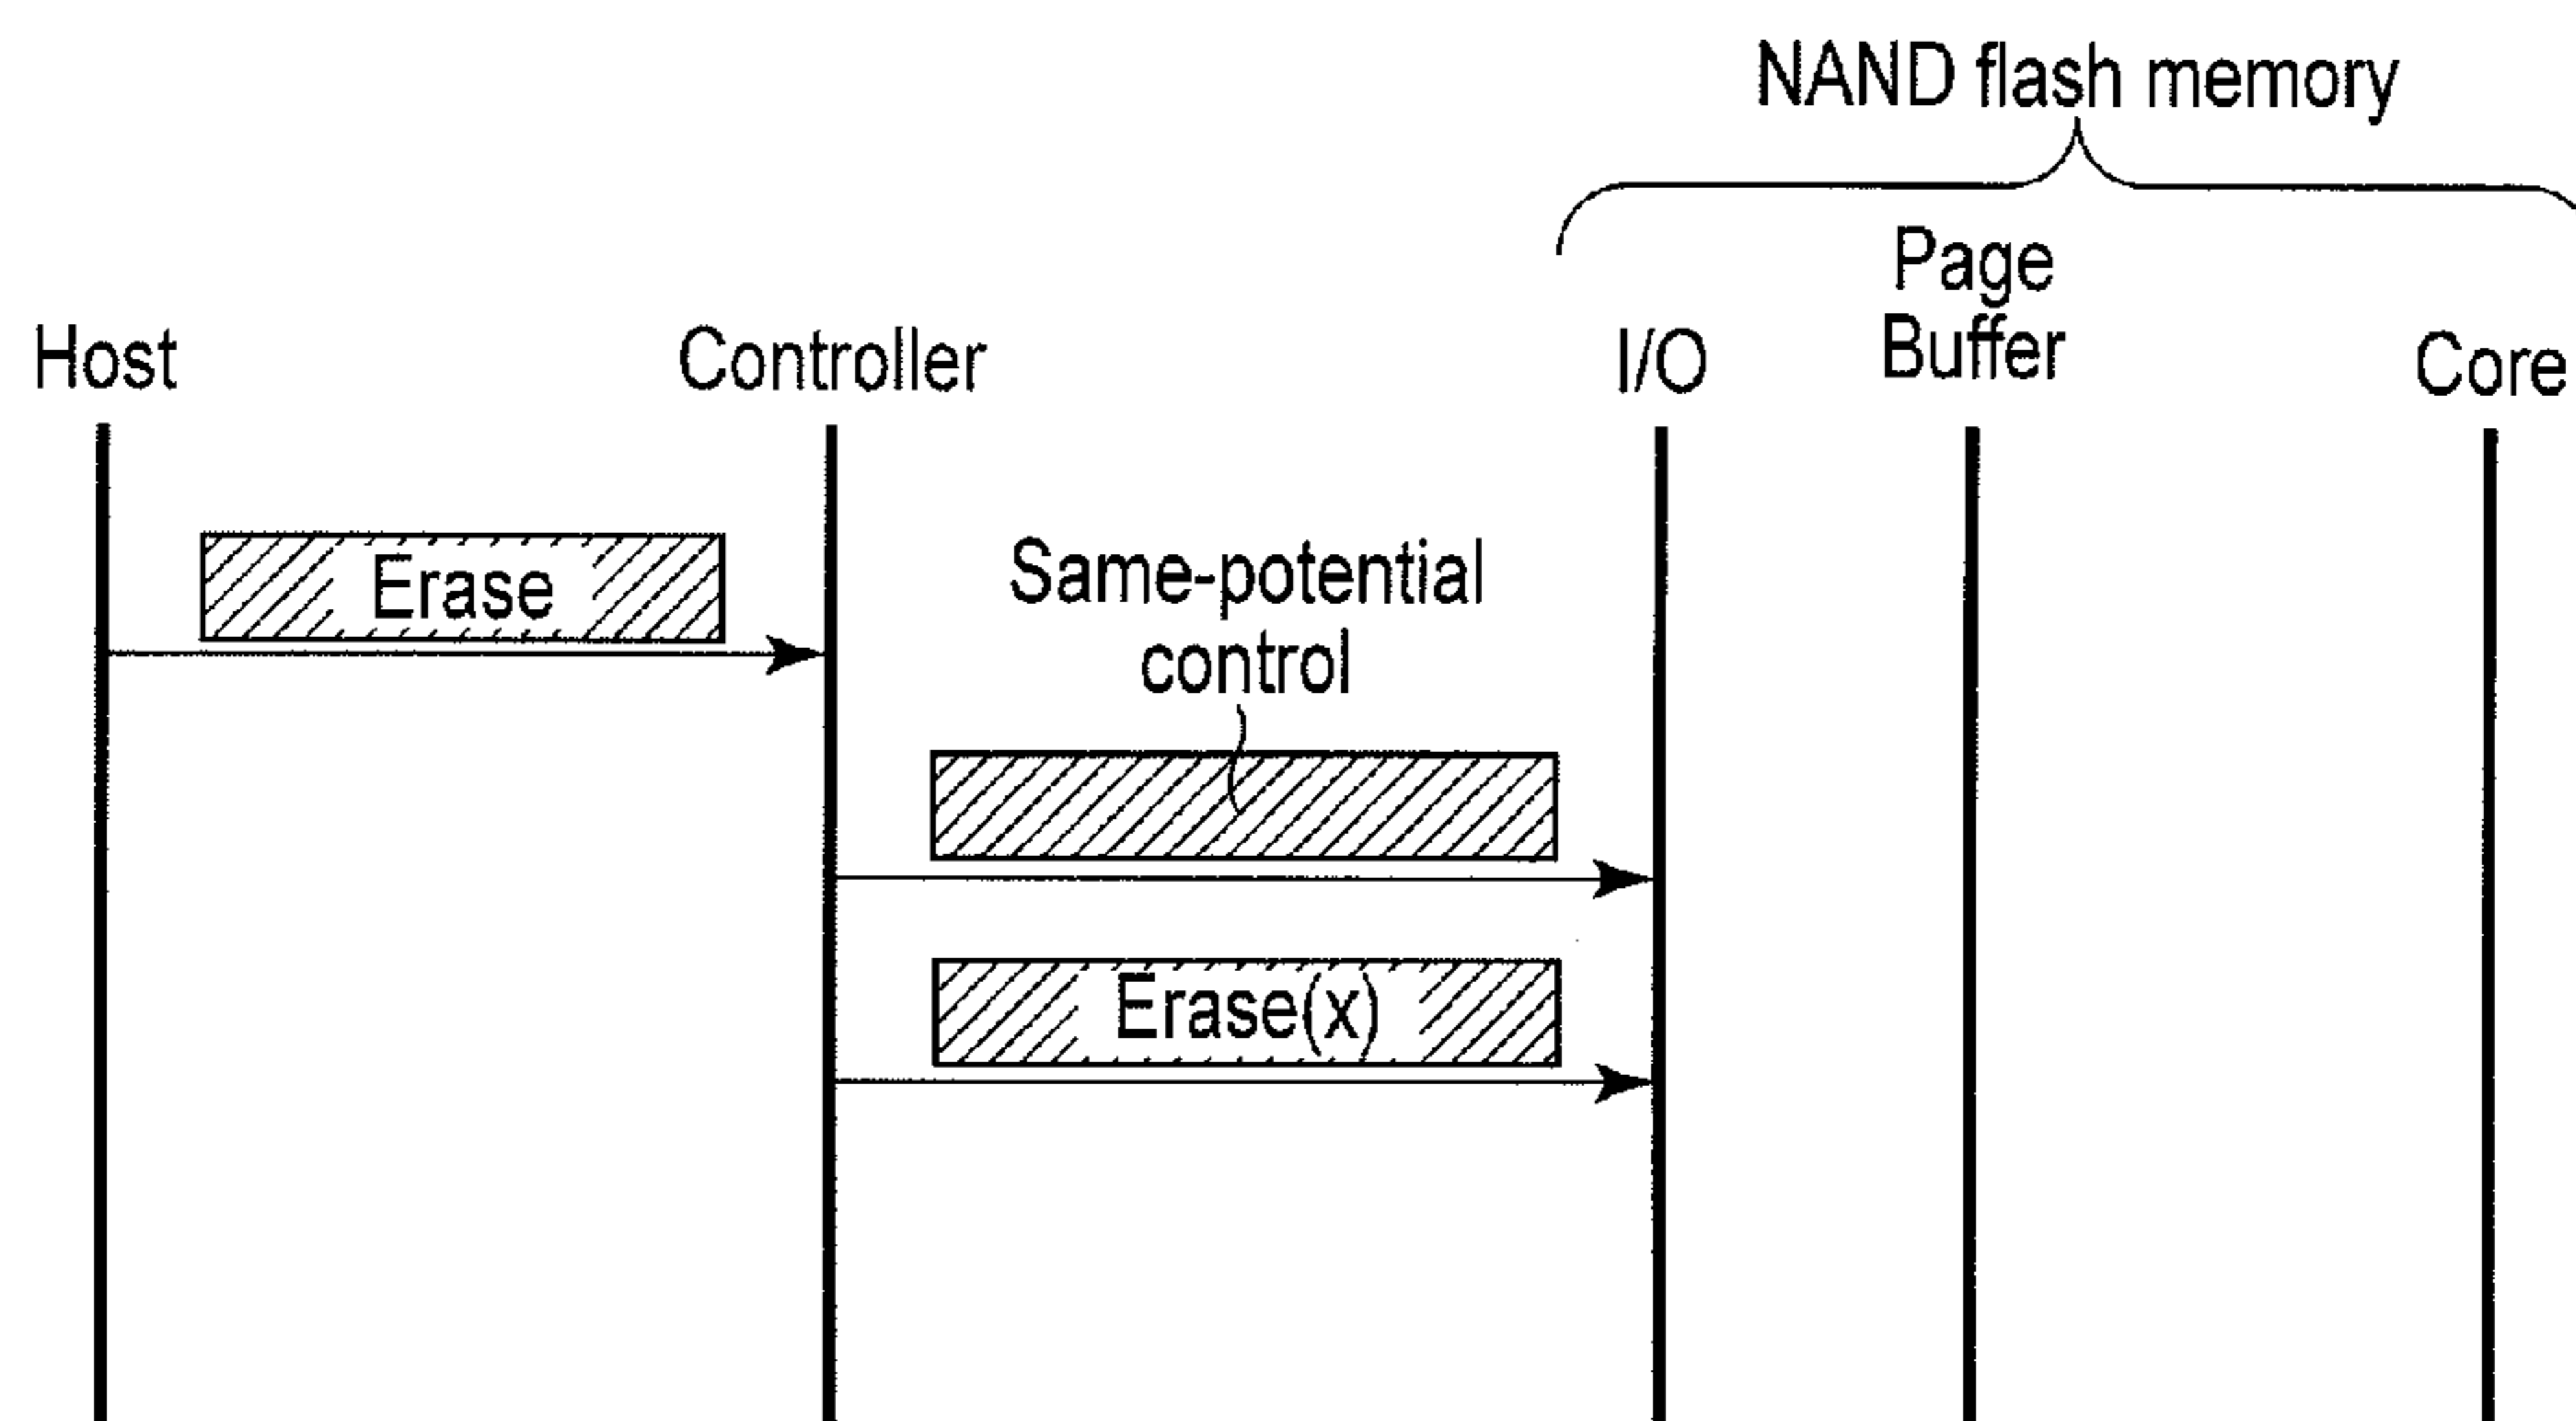 NAND flash memory
Page
Buffer
Host
Controller
I/O
Core
Erase
Same-potential
control
Erase(x)